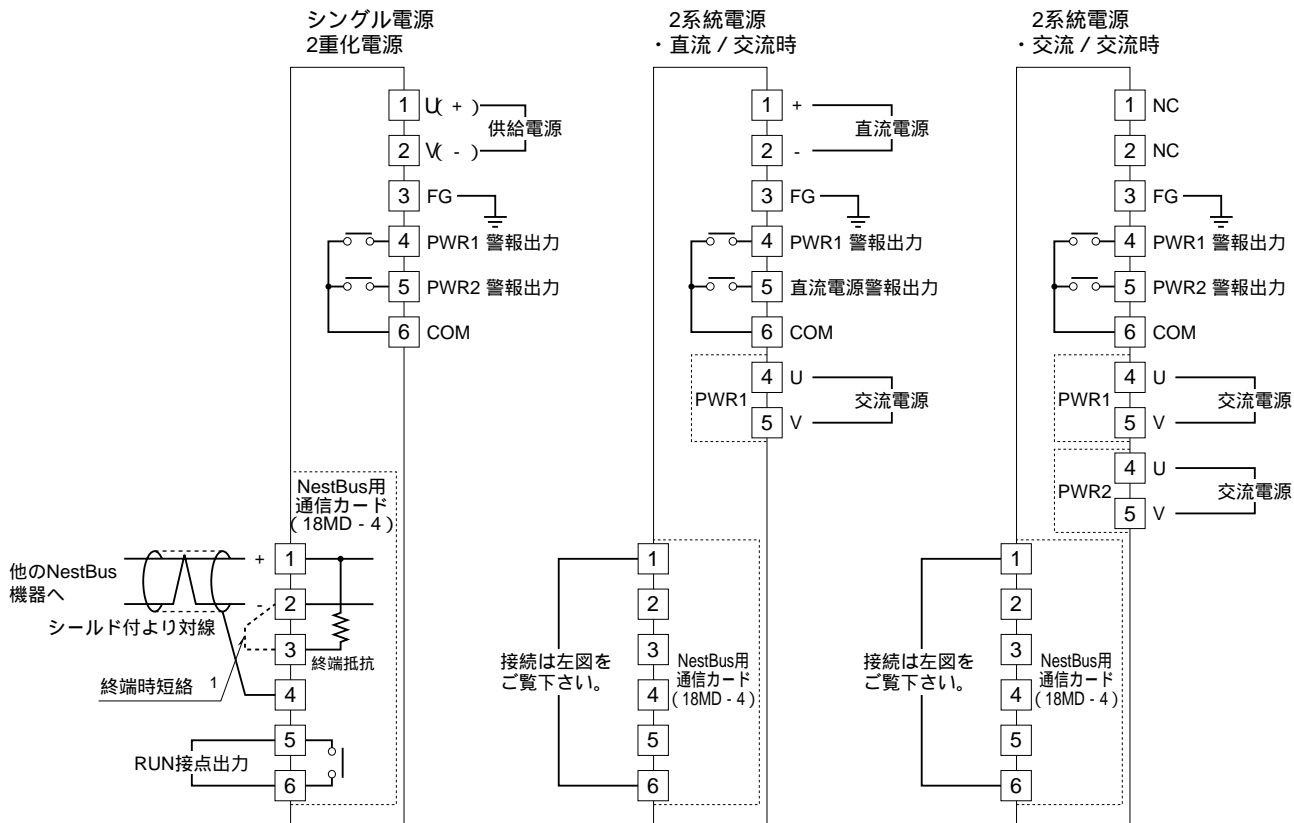 シングル電源
2重化電源
1 U( + )
供給電源
2 V( - )
3 FG
4 PWR1 警報出力
5 PWR2 警報出力
6 COM
NestBus用
通信カード
( 18MD - 4 )
他のNestBus
機器へ
シールド付より対線
終端時短絡 1
+ 1
- 2
3
終端抵抗
4
5
RUN接点出力
6
2系統電源
・直流 / 交流時
1 +
直流電源
2 -
3 FG
4 PWR1 警報出力
5 直流電源警報出力
6 COM
PWR1
4 U
交流電源
5 V
1
2
3
4
5
6
接続は左図を
ご覧下さい。
NestBus用
通信カード
( 18MD - 4 )
2系統電源
・交流 / 交流時
1 NC
2 NC
3 FG
4 PWR1 警報出力
5 PWR2 警報出力
6 COM
PWR1
4 U
交流電源
5 V
PWR2
4 U
交流電源
5 V
1
2
3
4
5
6
接続は左図を
ご覧下さい。
NestBus用
通信カード
( 18MD - 4 )